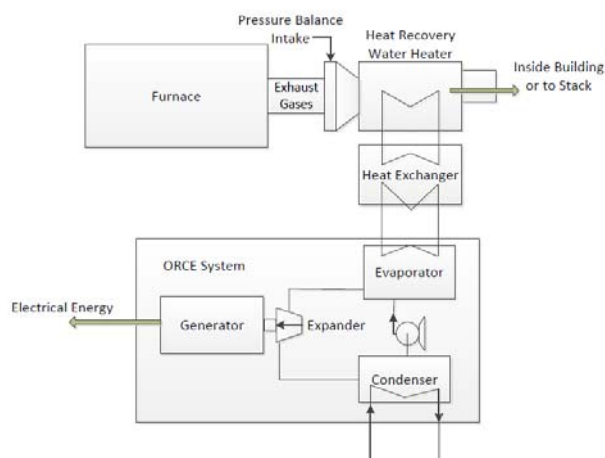 Pressure Balance
Intake
Heat Recovery
Water Heater
Furnace
Exhaust
Gases
Inside Building
or to Stack
Heat Exchanger
ORCE System
Evaporator
Electrical Energy
Generator
Expander
Condenser